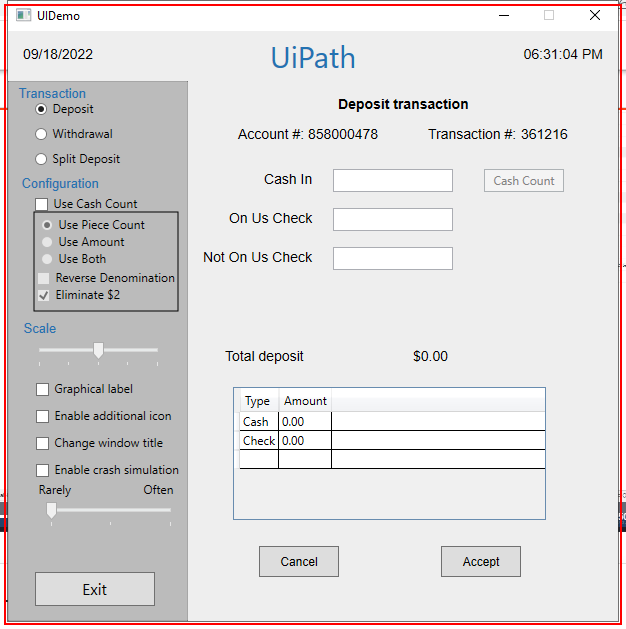 UIDemo
09/18/2022
UiPath
06:31:04 PM
Transaction
Deposit
Withdrawal
Split Deposit
Configuration
Use Cash Count
Use Piece Count
Use Amount
Use Both
Reverse Denomination
Eliminate $2
Scale
Graphical label
Enable additional icon
Change window title
Enable crash simulation
Rarely Often
Exit
Deposit transaction
Account #: 858000478 Transaction #: 361216
Cash In Cash Count
On Us Check
Not On Us Check
Total deposit $0.00
Type Amount
Cash 0.00
Check 0.00
Cancel Accept